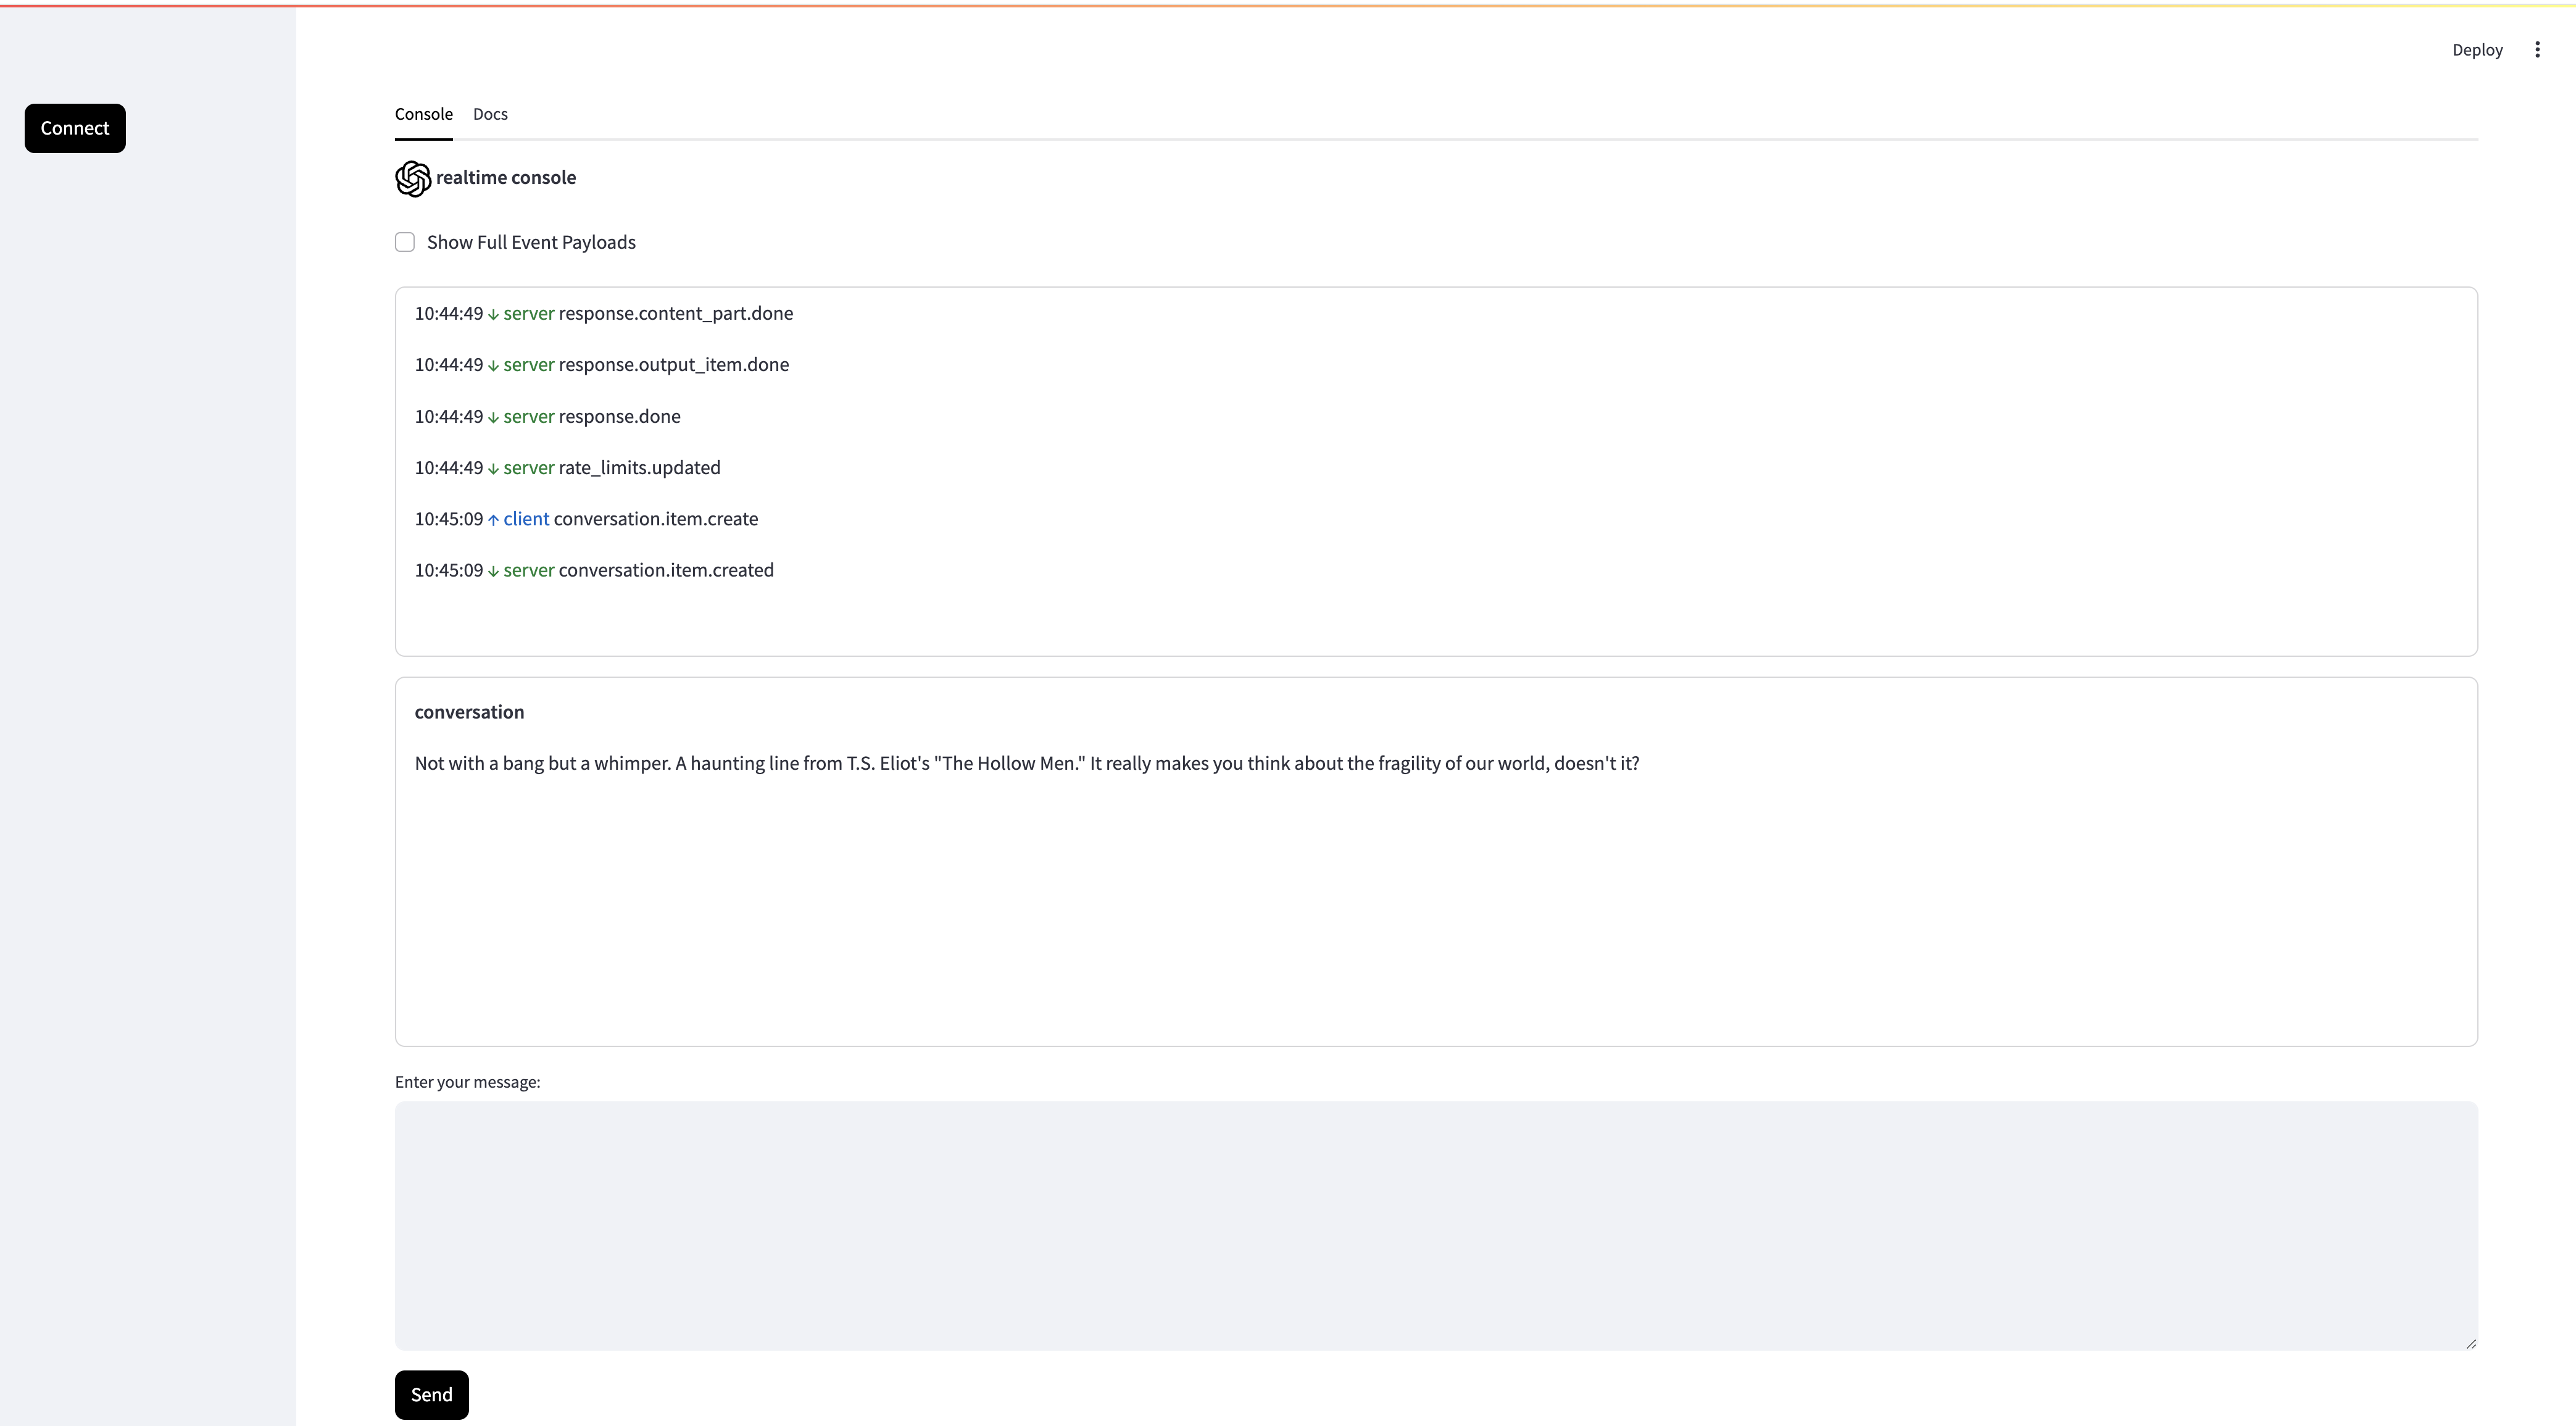 Deploy
Connect
Console Docs
realtime console
Show Full Event Payloads
10:44:49 ↓ server response.content_part.done
10:44:49 ↓ server response.output_item.done
10:44:49 ↓ server response.done
10:44:49 ↓ server rate_limits.updated
10:45:09 ↑ client conversation.item.create
10:45:09 ↓ server conversation.item.created
conversation
Not with a bang but a whimper. A haunting line from T.S. Eliot's "The Hollow Men." It really makes you think about the fragility of our world, doesn't it?
Enter your message:
Send